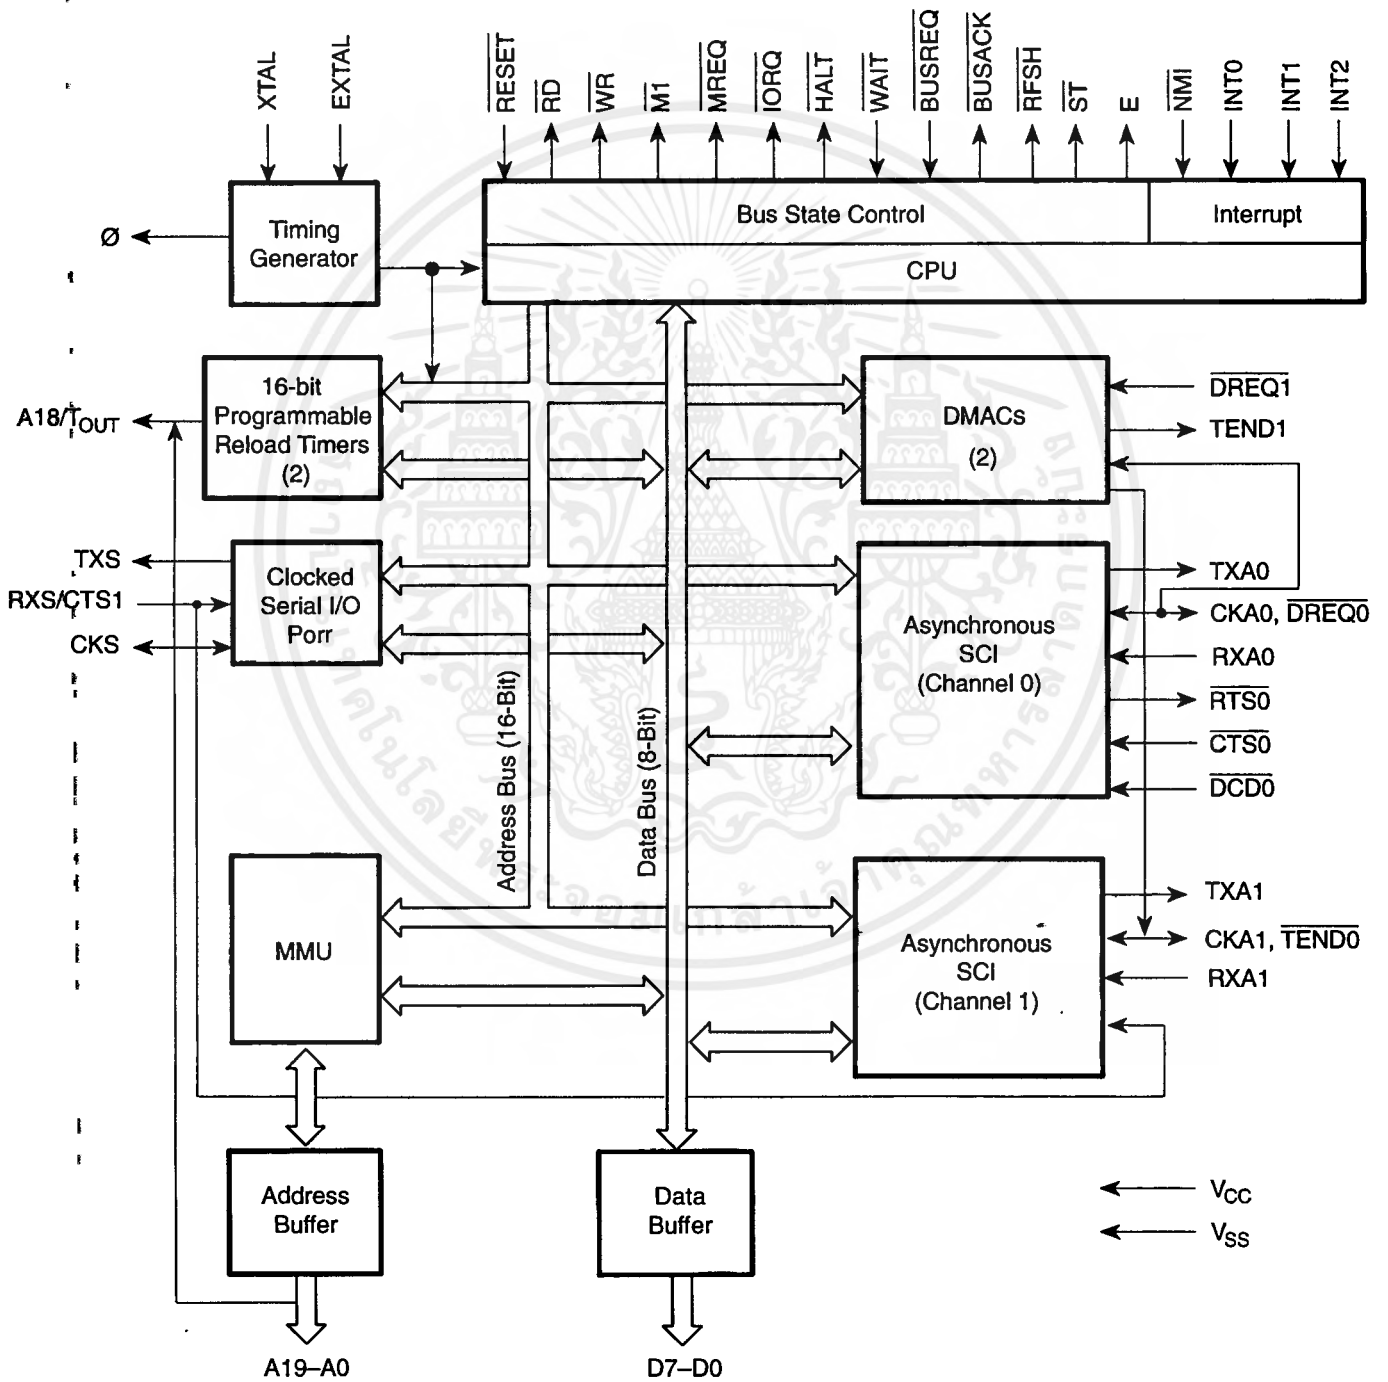 XTAL
EXTAL
RESET
RD
WR
M1
MREQ
IORQ
HALT
WAIT
BUSREQ
BUSACK
RFSH
ST
E
NMI
INT0
INT1
INT2
Timing
Generator
Ø
Bus State Control
Interrupt
CPU
16-bit
Programmable
Reload Timers
(2)
A18/TOUT
DMACs
(2)
DREQ1
TEND1
TXS
RXS/CTS1
CKS
Clocked
Serial I/O
Porr
Address Bus (16-Bit)
Data Bus (8-Bit)
Asynchronous
SCI
(Channel 0)
TXA0
CKA0, DREQ0
RXA0
RTS0
CTS0
DCD0
MMU
Asynchronous
SCI
(Channel 1)
TXA1
CKA1, TEND0
RXA1
Address
Buffer
Data
Buffer
VCC
VSS
A19–A0
D7–D0